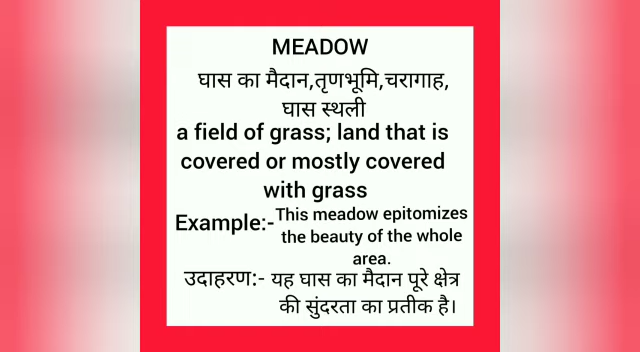 MEADOW
घास का मैदान,तृणभूमि,चरागाह,
घास स्थली
a field of grass; land that is
covered or mostly covered
with grass
Example:- This meadow epitomizes
the beauty of the whole
area.
उदाहरण:- यह घास का मैदान पूरे क्षेत्र
की सुंदरता का प्रतीक है।